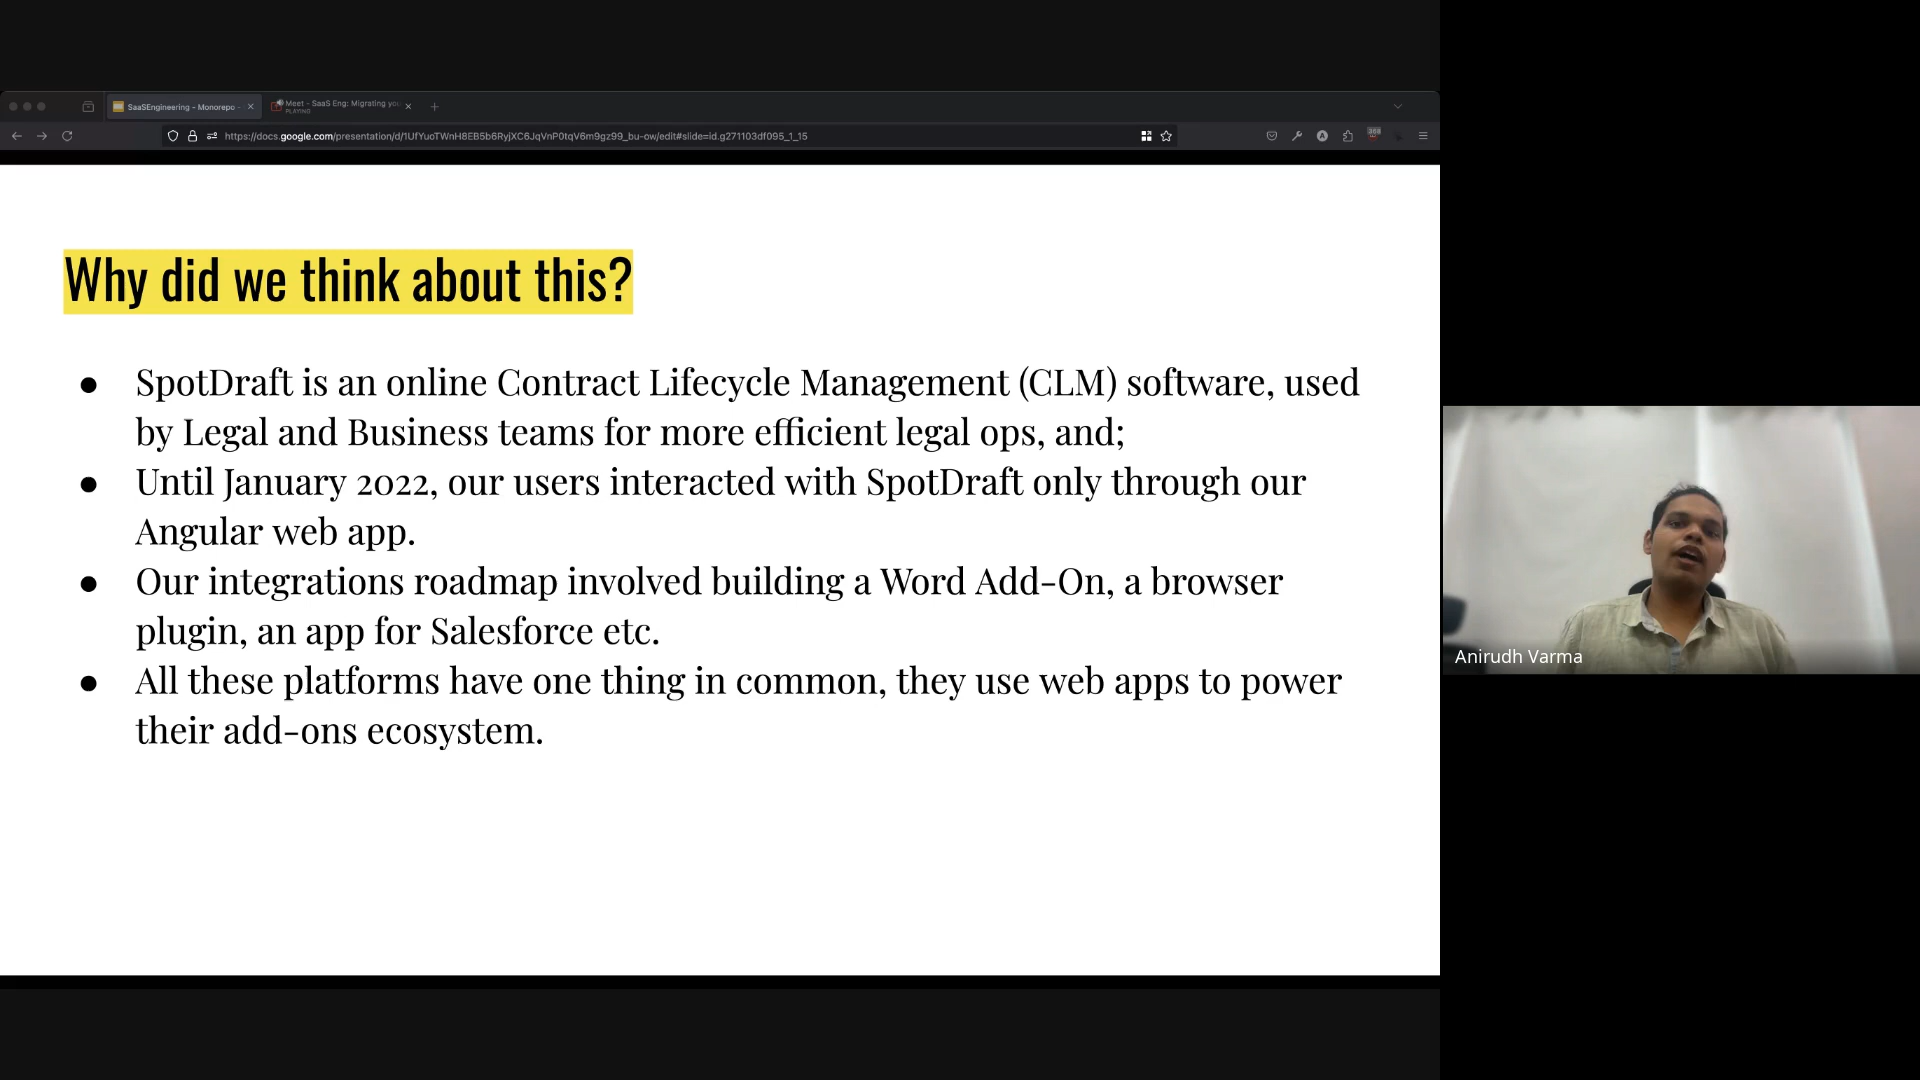 SaaSEngineering - Monorepo -
Meet - SaaS Eng: Migrating you
PLAYING
https://docs.google.com/presentation/d/1UfYuoTWnH8EB5b6RyjXC6JqVnP0tqV6m9gz99_bu-ow/edit#slide=id.g271103df095_1_15
Why did we think about this?
● SpotDraft is an online Contract Lifecycle Management (CLM) software, used
by Legal and Business teams for more efficient legal ops, and;
● Until January 2022, our users interacted with SpotDraft only through our
Angular web app.
● Our integrations roadmap involved building a Word Add-On, a browser
plugin, an app for Salesforce etc.
● All these platforms have one thing in common, they use web apps to power
their add-ons ecosystem.
Anirudh Varma